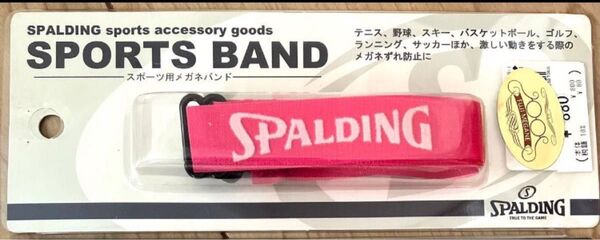 SPALDING sports accessory goods
SPORTS BAND
スポーツ用メガネバンド
テニス、野球、スキー、バスケットボール、ゴルフ、
ランニング、サッカーほか、激しい動きをする際の
メガネずれ防止に
SPALDING
880
¥800
¥80
SPALDING
TRUE TO THE GAME